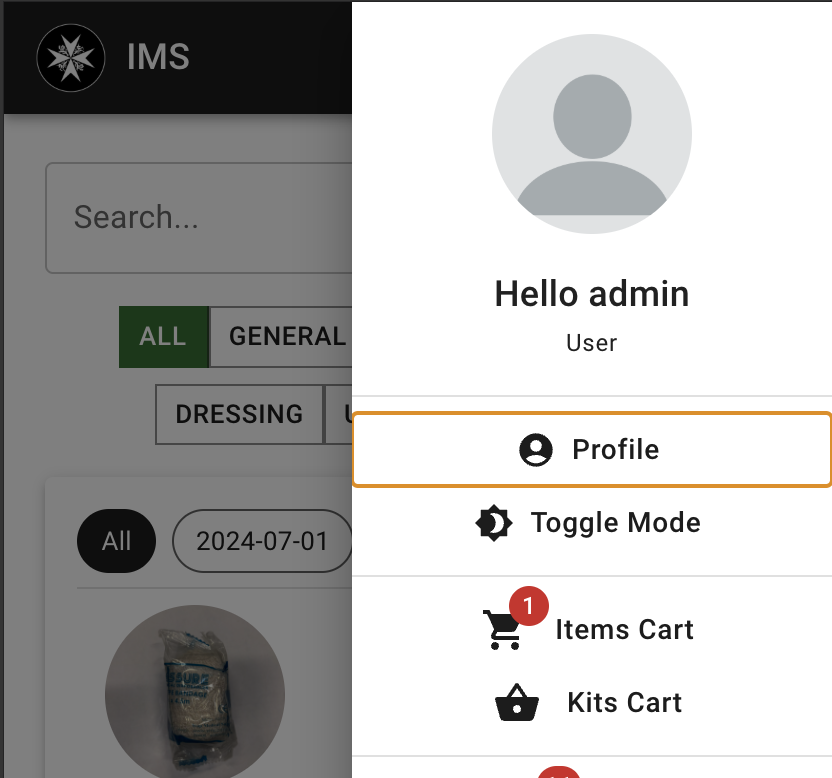 IMS
Search...
ALL
GENERAL
DRESSING
All
2024-07-01
Hello admin
User
Profile
Toggle Mode
1
Items Cart
Kits Cart